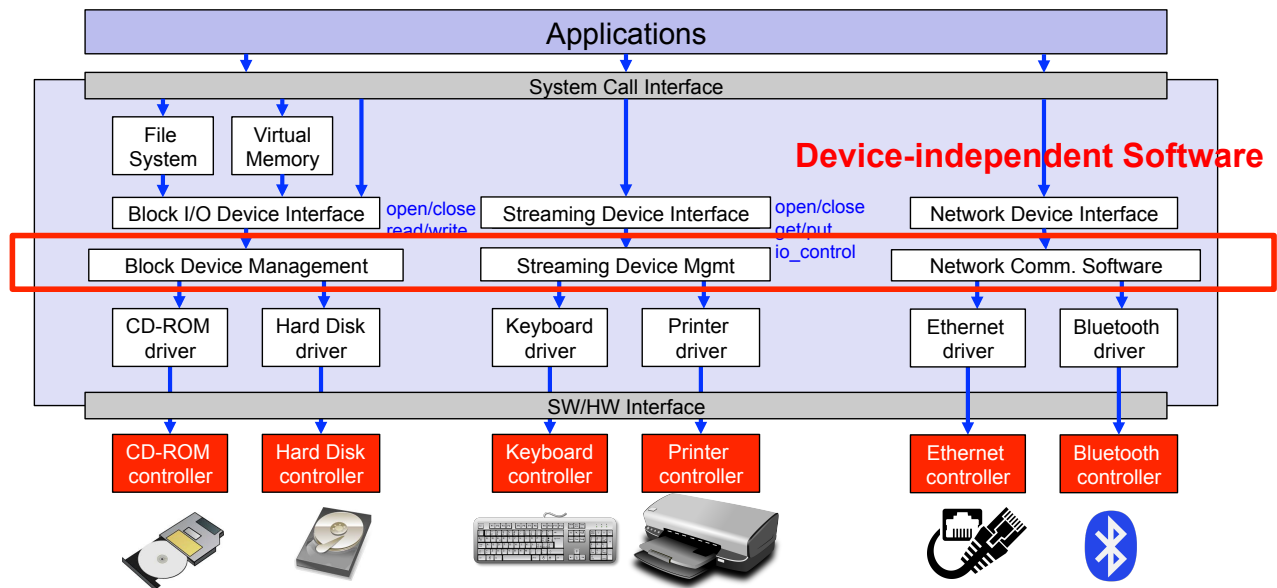 Applications
System Call Interface
File
System
Virtual
Memory
Device-independent Software
Block I/O Device Interface
open/close
read/write
Streaming Device Interface
open/close
get/put
io_control
Network Device Interface
Block Device Management
Streaming Device Mgmt
Network Comm. Software
CD-ROM
driver
Hard Disk
driver
Keyboard
driver
Printer
driver
Ethernet
driver
Bluetooth
driver
SW/HW Interface
CD-ROM
controller
Hard Disk
controller
Keyboard
controller
Printer
controller
Ethernet
controller
Bluetooth
controller